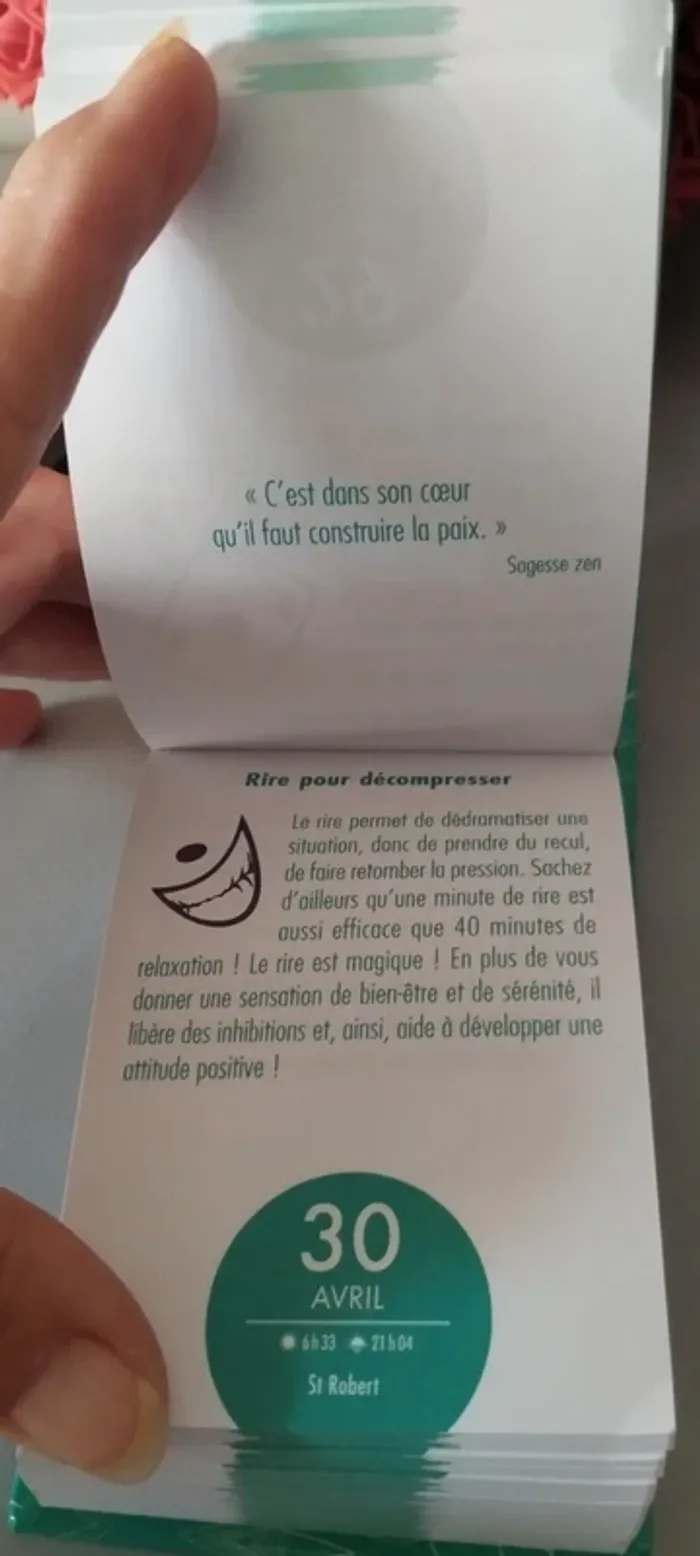 « C'est dans son cœur
qu'il faut construire la paix. »
Sagesse zen
Rire pour décompresser
Le rire permet de dédramatiser une
situation, donc de prendre du recul,
de faire retomber la pression. Sachez
d'ailleurs qu'une minute de rire est
aussi efficace que 40 minutes de
relaxation ! Le rire est magique ! En plus de vous
donner une sensation de bien-être et de sérénité, il
libère des inhibitions et, ainsi, aide à développer une
attitude positive !
30
AVRIL
6h33 21h04
St Robert